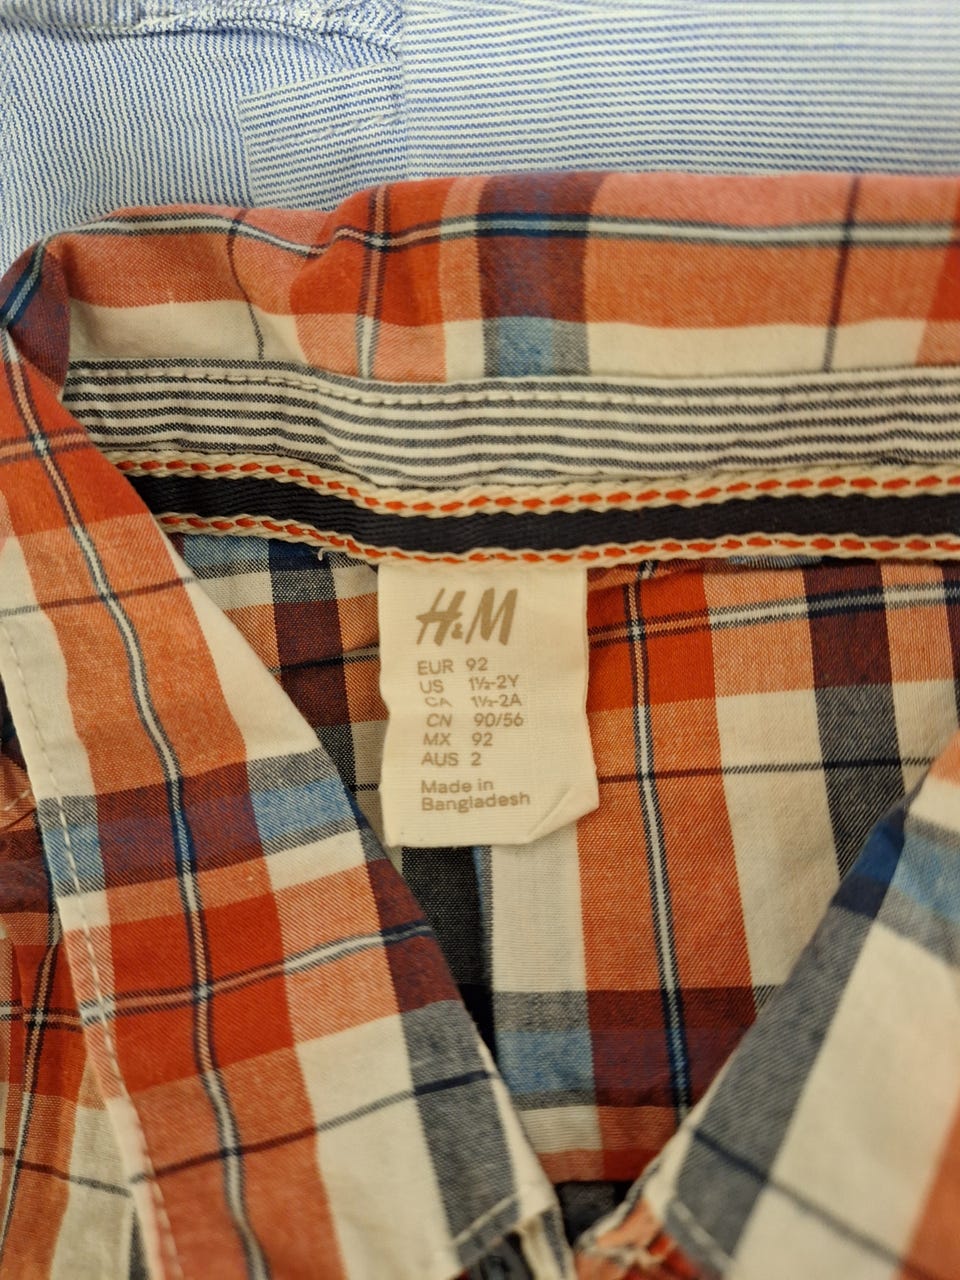 H&M
EUR 92
US 1½-2Y
CA 1½-2A
CN 90/56
MX 92
AUS 2
Made in
Bangladesh